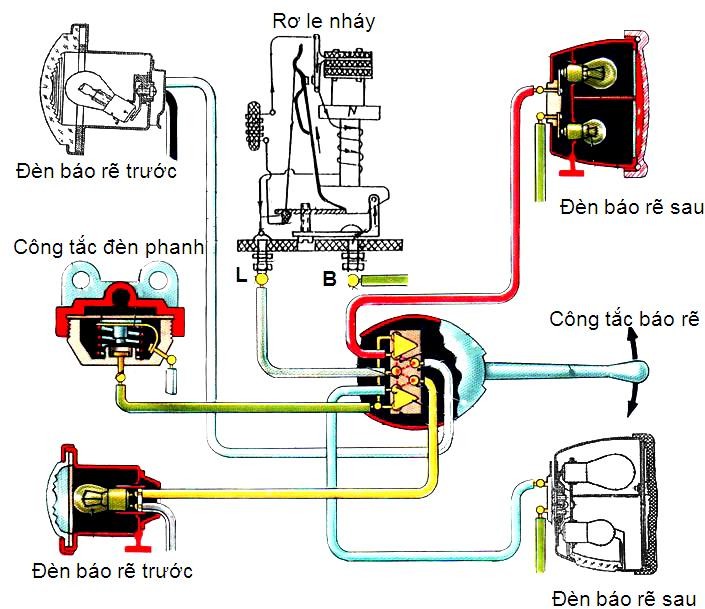 Rơ le nháy
N
Đèn báo rẽ trước
Đèn báo rẽ sau
Công tắc đèn phanh
L
B
Công tắc báo rẽ
Đèn báo rẽ trước
Đèn báo rẽ sau